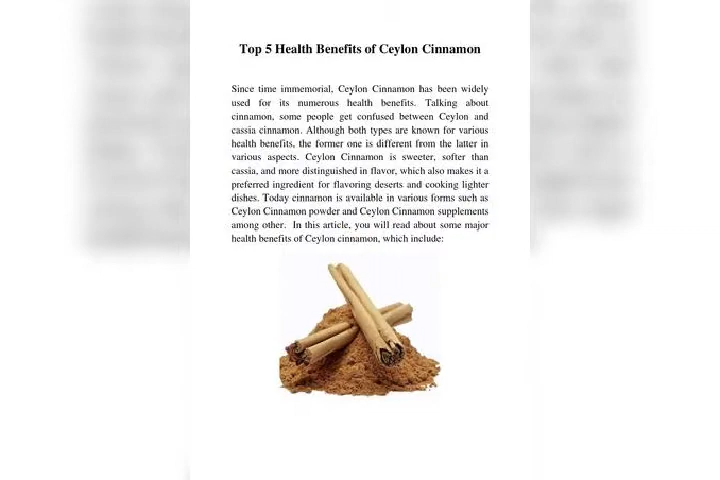 Top 5 Health Benefits of Ceylon Cinnamon
Since time immemorial, Ceylon Cinnamon has been widely
used for its numerous health benefits. Talking about
cinnamon, some people get confused between Ceylon and
cassia cinnamon. Although both types are known for various
health benefits, the former one is different from the latter in
various aspects. Ceylon Cinnamon is sweeter, softer than
cassia, and more distinguished in flavor, which also makes it a
preferred ingredient for flavoring deserts and cooking lighter
dishes. Today cinnamon is available in various forms such as
Ceylon Cinnamon powder and Ceylon Cinnamon supplements
among other. In this article, you will read about some major
health benefits of Ceylon cinnamon, which include: